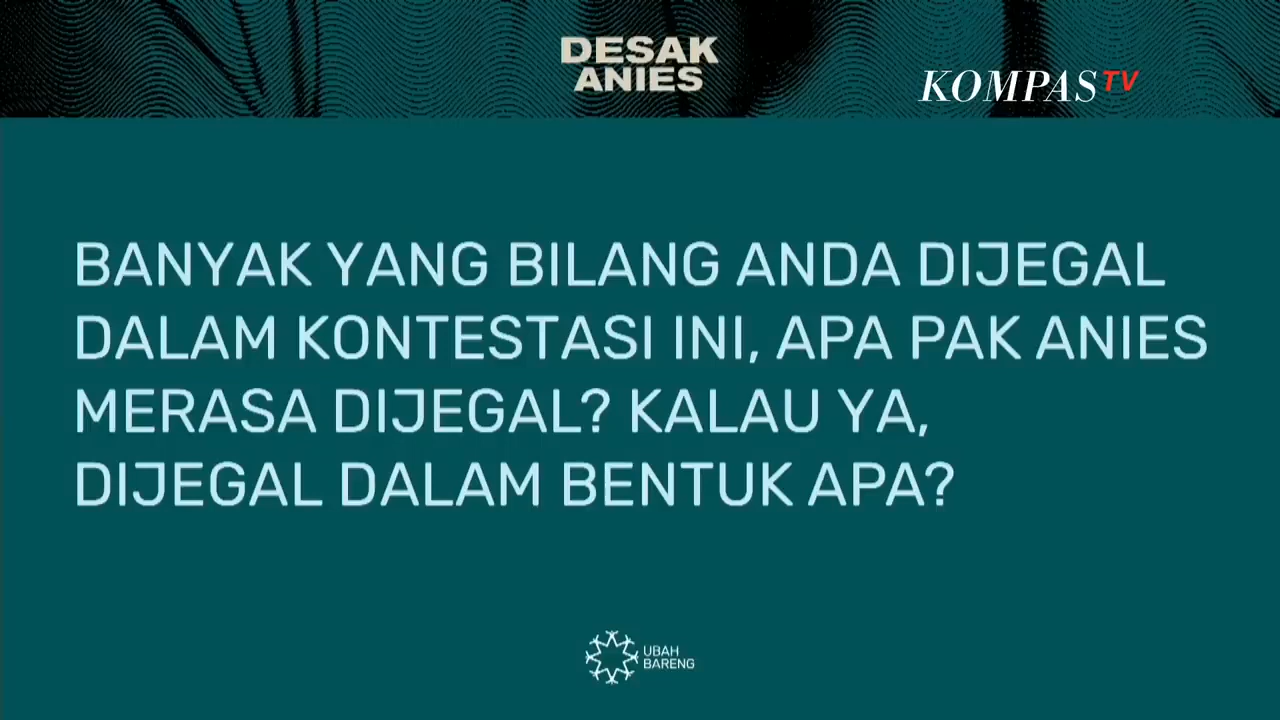 DESAK
ANIES
KOMPASTV
BANYAK YANG BILANG ANDA DIJEGAL
DALAM KONTESTASI INI, APA PAK ANIES
MERASA DIJEGAL? KALAU YA,
DIJEGAL DALAM BENTUK APA?
UBAH
BARENG